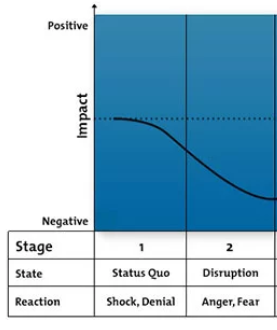 Positive
Impact
Negative
Stage 1 2
State Status Quo Disruption
Reaction Shock, Denial Anger, Fear